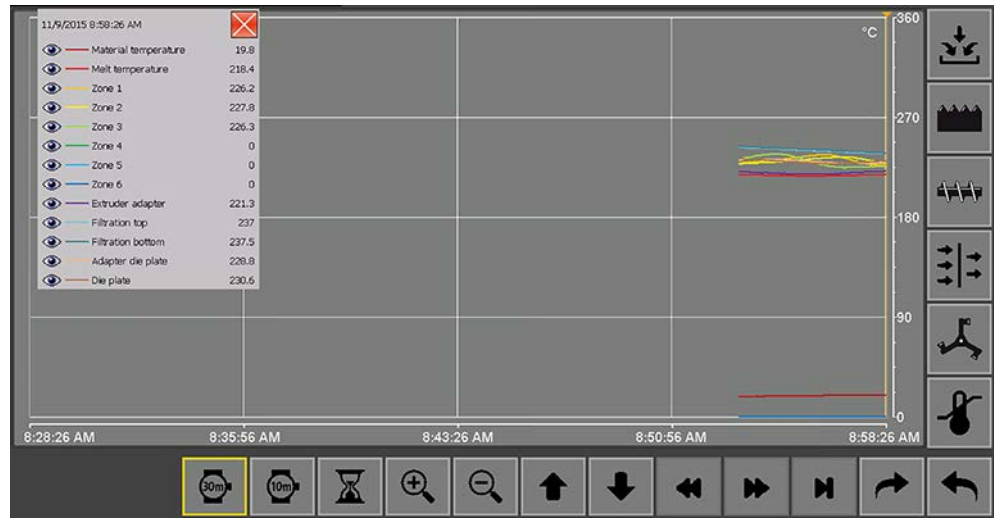 11/9/2015 8:58:26 AM
Material temperature 19.8
Melt temperature 218.4
Zone 1 226.2
Zone 2 227.8
Zone 3 226.3
Zone 4 0
Zone 5 0
Zone 6 0
Extruder adapter 221.3
Filtration top 237
Filtration bottom 237.5
Adapter die plate 228.8
Die plate 230.6
°C
360
270
180
90
0
8:28:26 AM 8:35:56 AM 8:43:26 AM 8:50:56 AM 8:58:26 AM
30m 10m